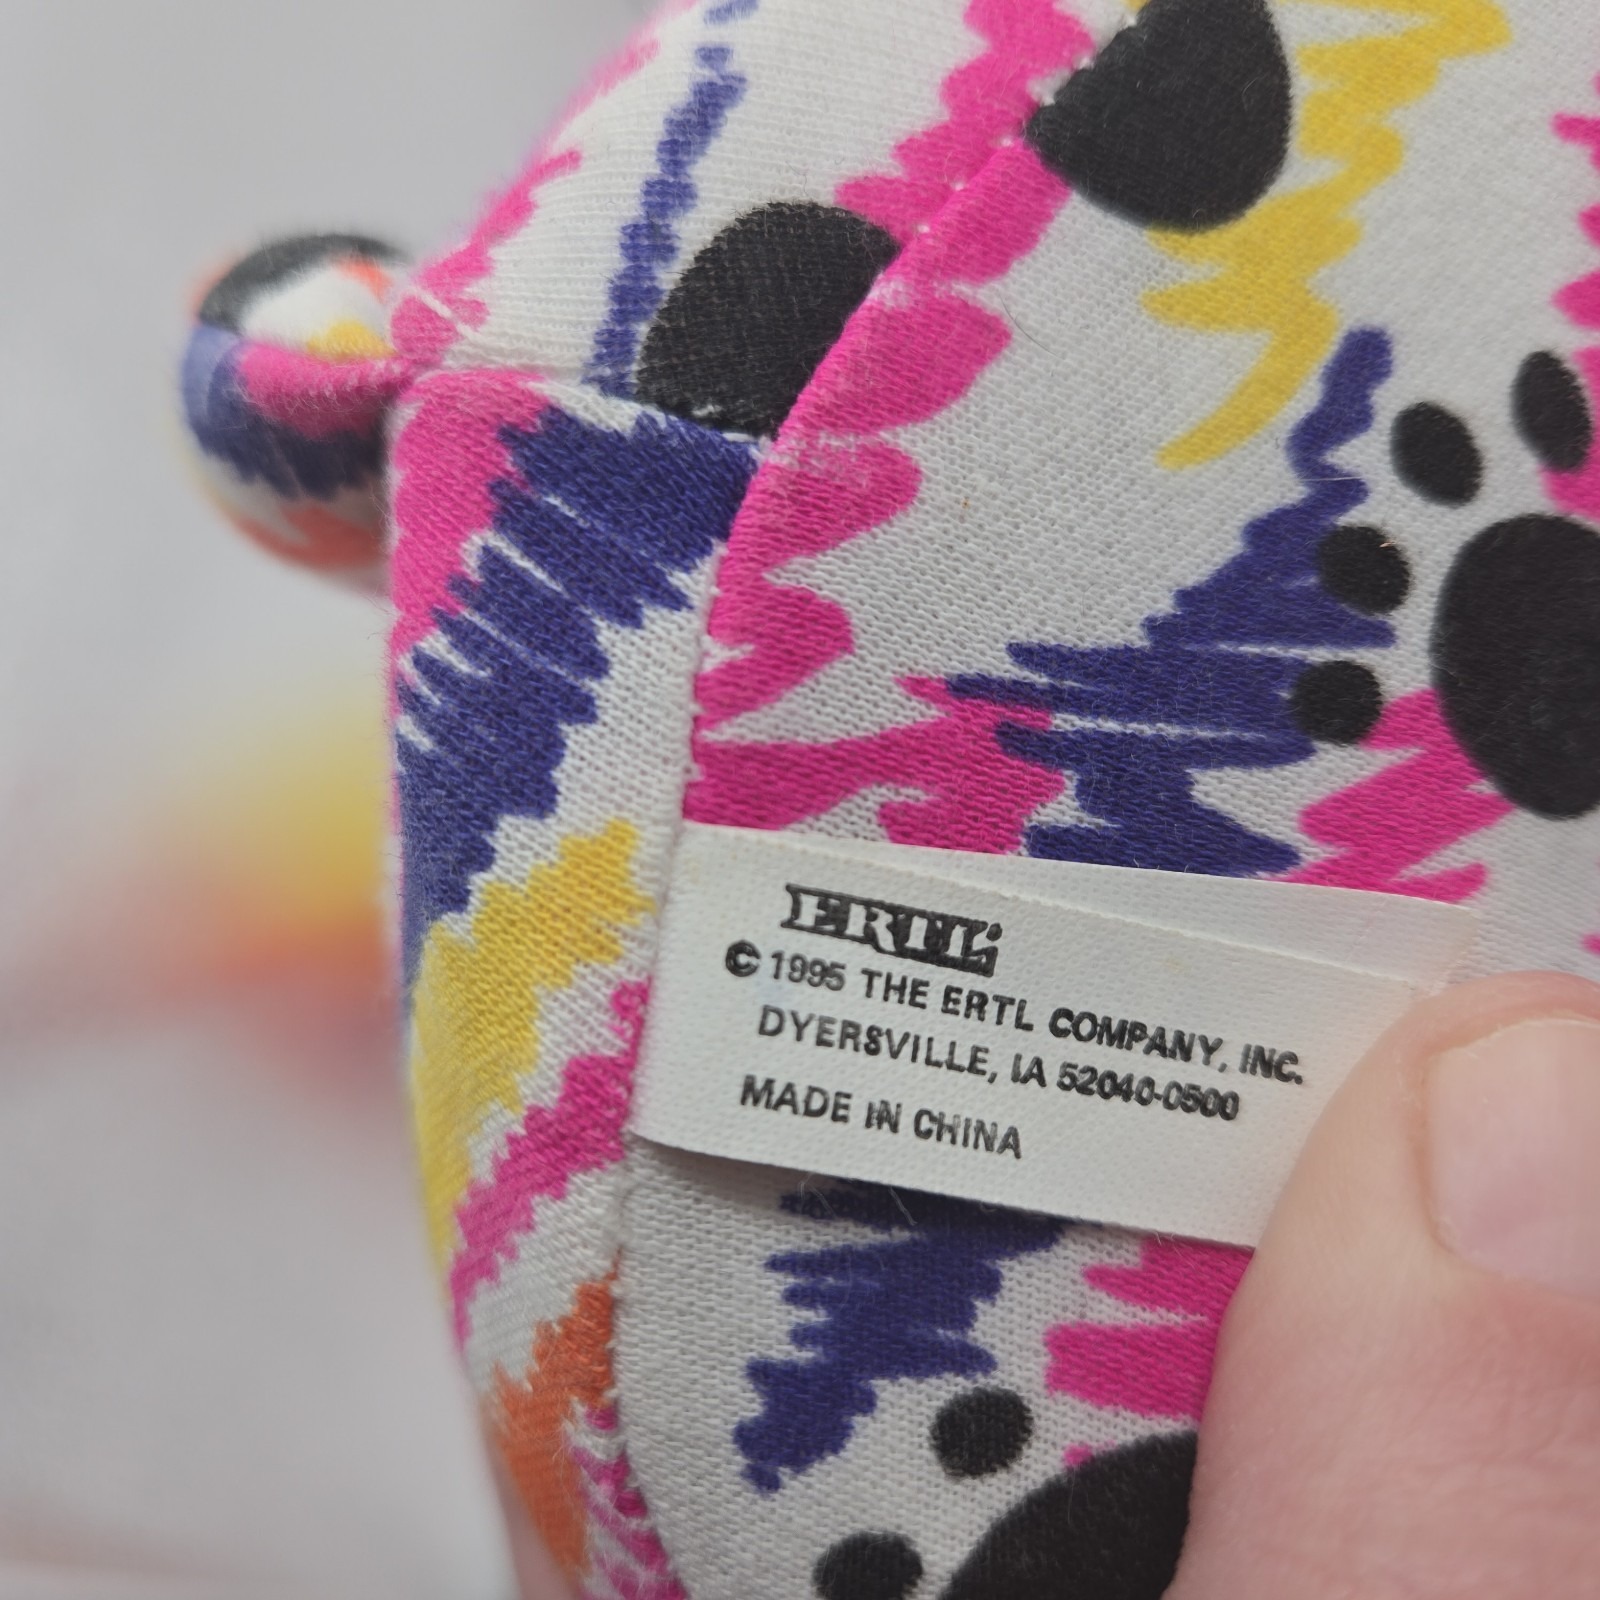 ERTL
© 1995 THE ERTL COMPANY, INC.
DYERSVILLE, IA 52040-0500
MADE IN CHINA